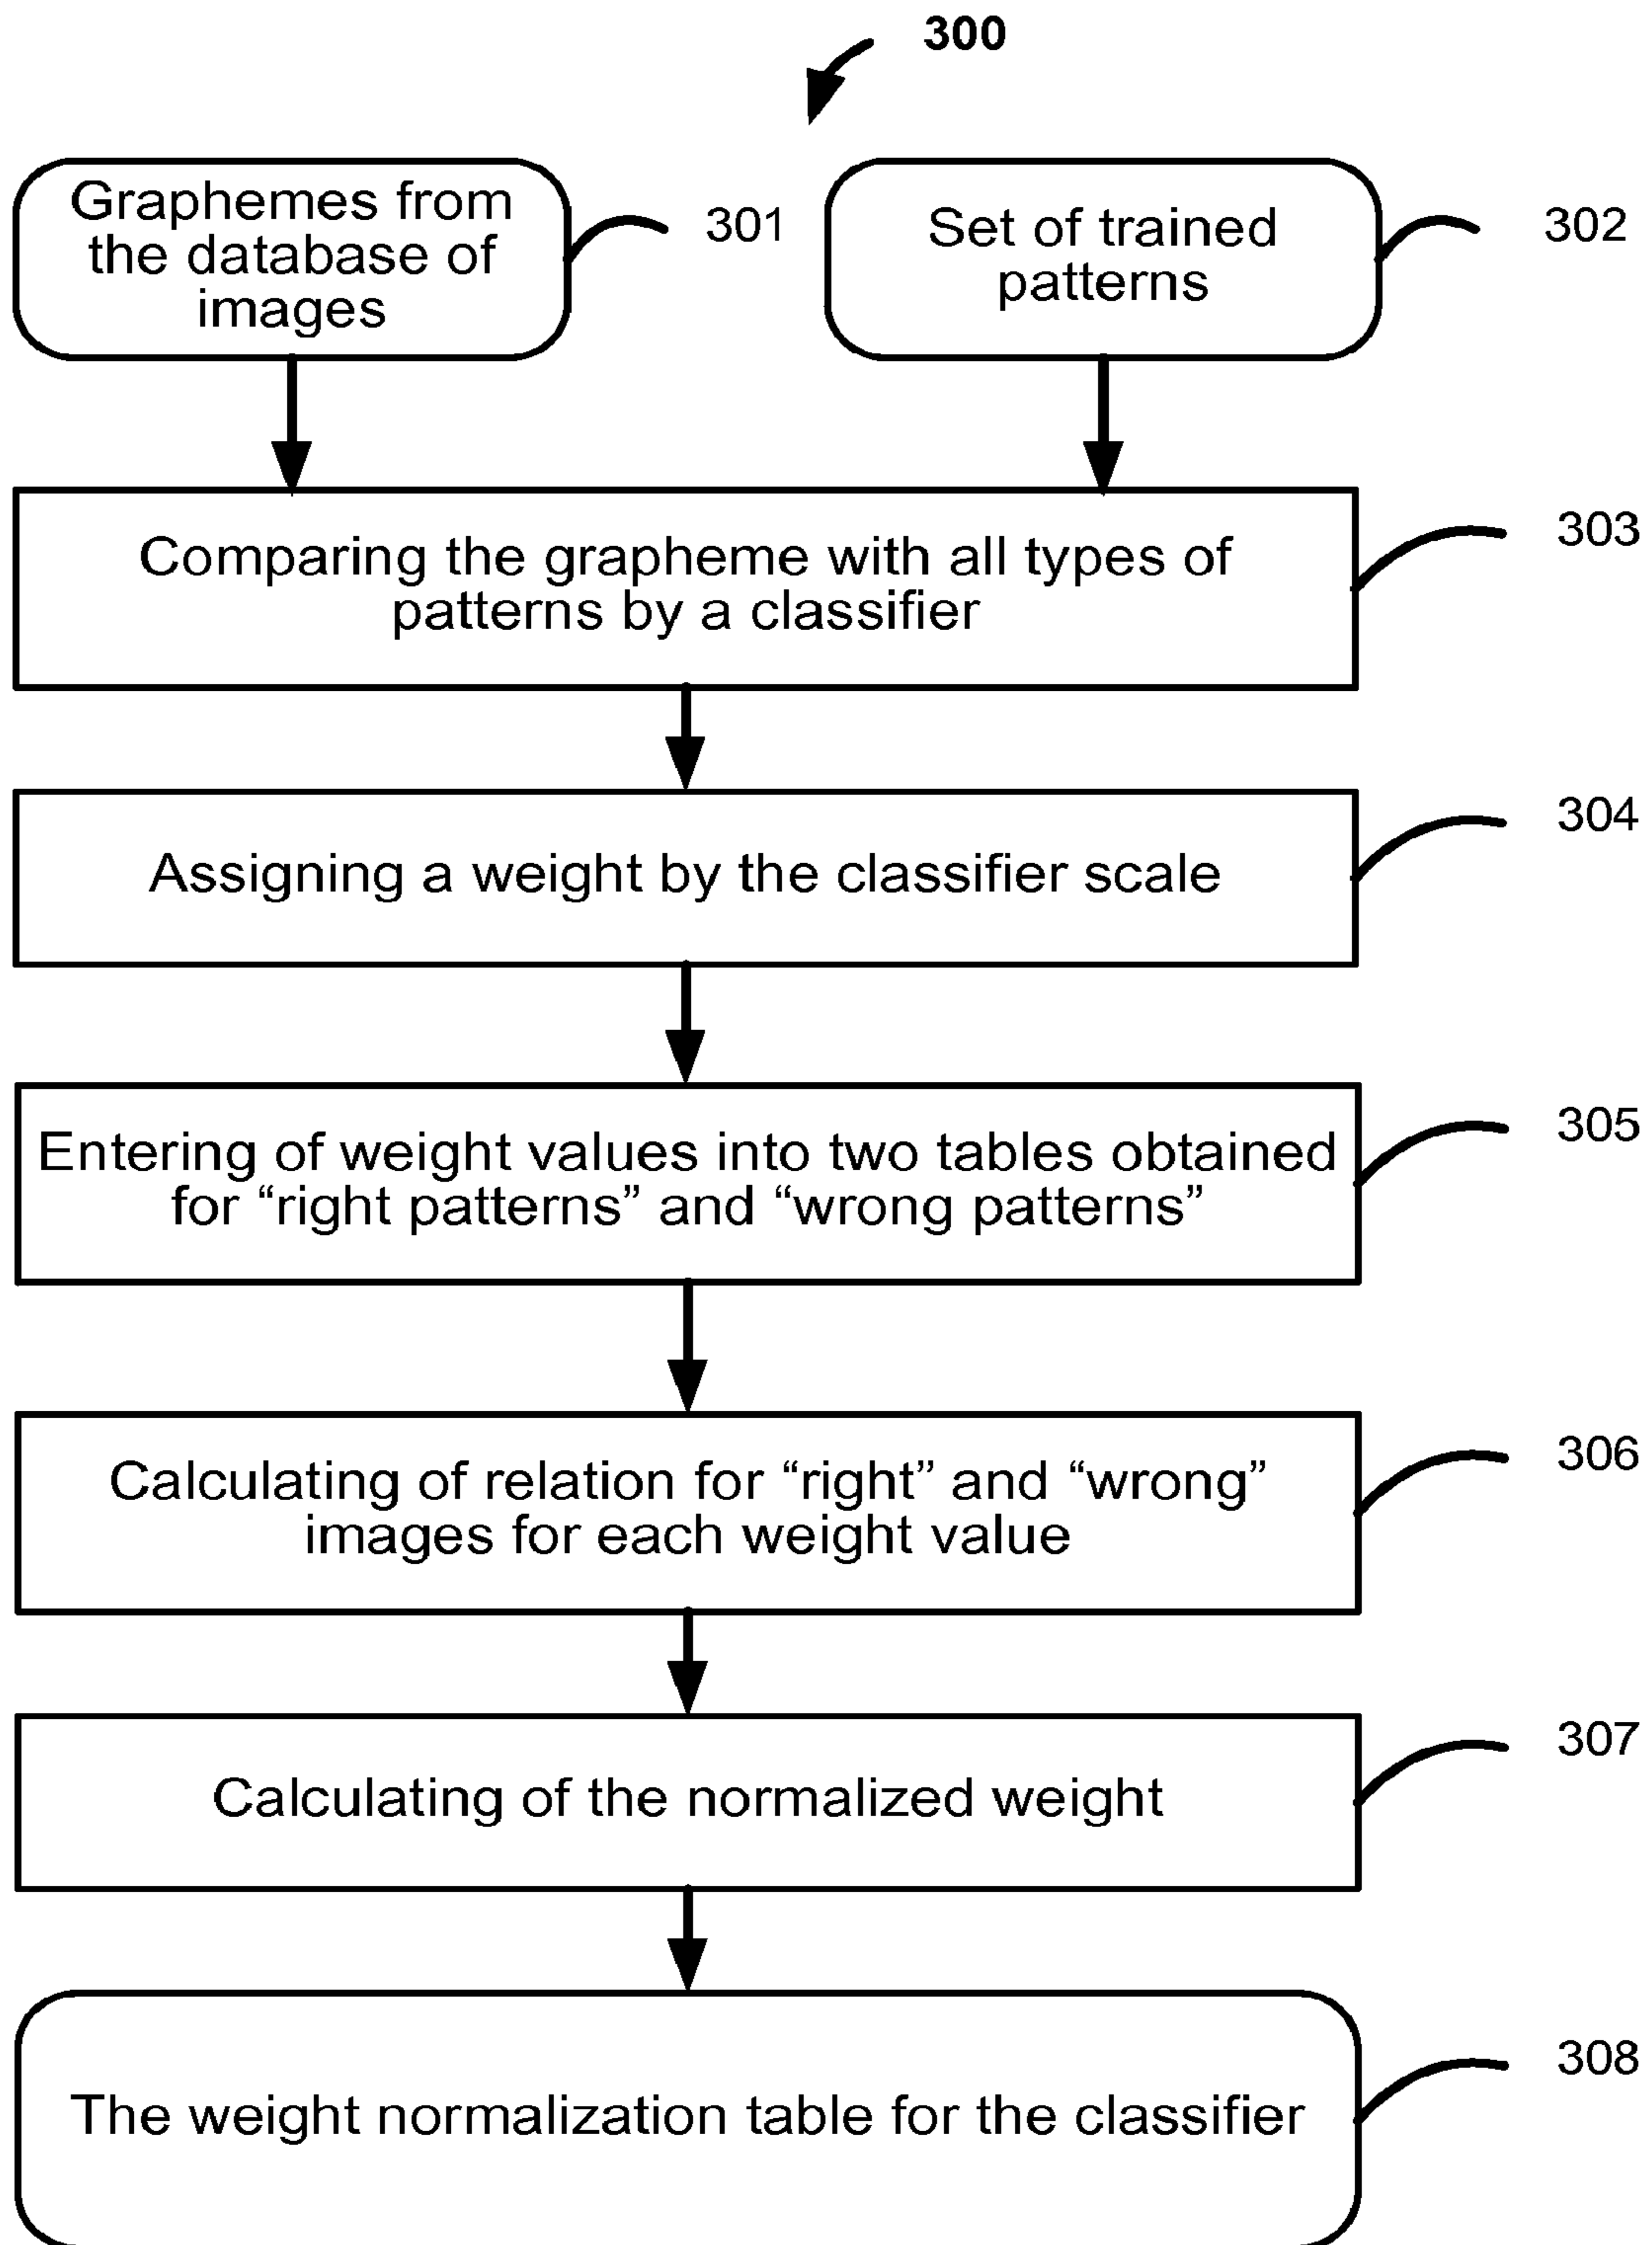 300
Graphemes from
the database of
images
301
Set of trained
patterns
302
Comparing the grapheme with all types of
patterns by a classifier
303
Assigning a weight by the classifier scale
304
Entering of weight values into two tables obtained
for “right patterns” and “wrong patterns”
305
Calculating of relation for “right” and “wrong”
images for each weight value
306
Calculating of the normalized weight
307
The weight normalization table for the classifier
308